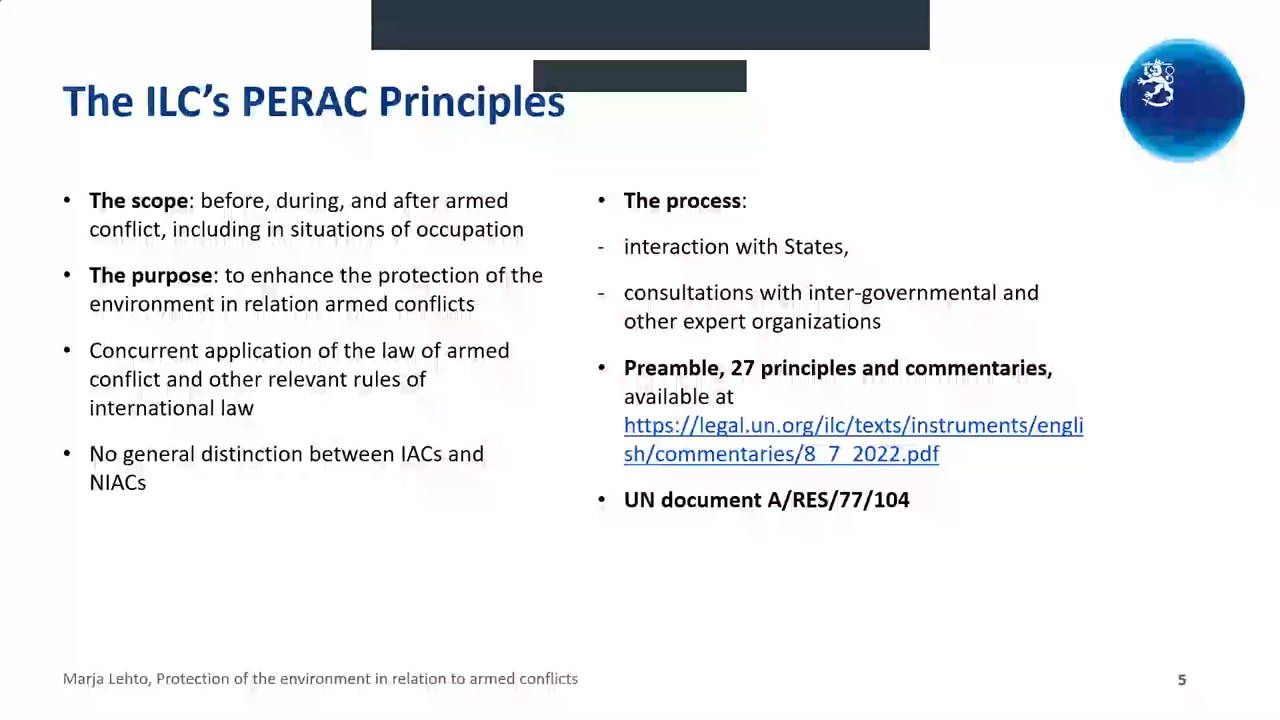 The ILC's PERAC Principles
• The scope: before, during, and after armed
conflict, including in situations of occupation
• The purpose: to enhance the protection of the
environment in relation armed conflicts
• Concurrent application of the law of armed
conflict and other relevant rules of
international law
• No general distinction between IACs and
NIACs
• The process:
- interaction with States,
- consultations with inter-governmental and
other expert organizations
• Preamble, 27 principles and commentaries,
available at
https://legal.un.org/ilc/texts/instruments/engli
sh/commentaries/8_7_2022.pdf
• UN document A/RES/77/104
Marja Lehto, Protection of the environment in relation to armed conflicts
5